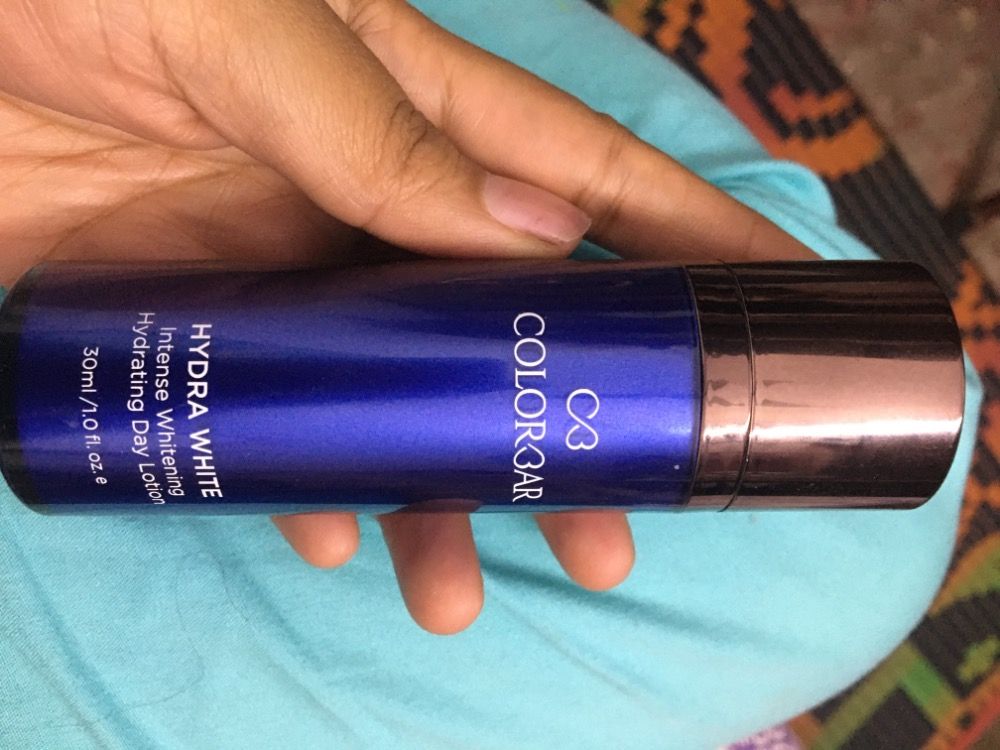 COLORBAR
HYDRA WHITE
Intense Whitening
Hydrating Day Lotion
30ml/1.0 fl. oz. e